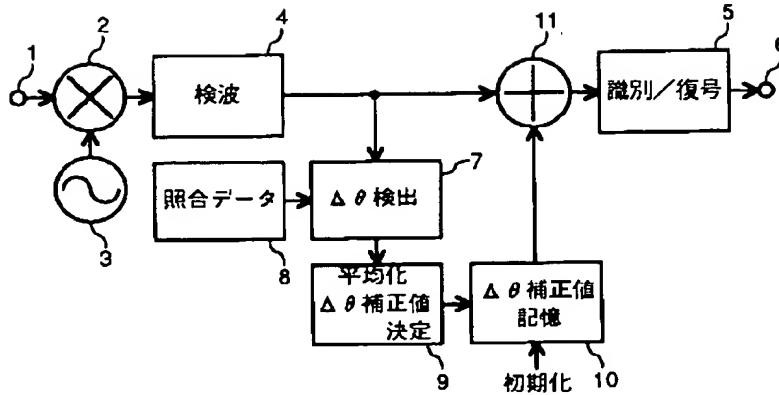 1
2
3
4
検波
11
5
識別/復号
6
照合データ
8
7
Δθ検出
平均化
Δθ補正値
決定
9
Δθ補正値
記憶
10
初期化